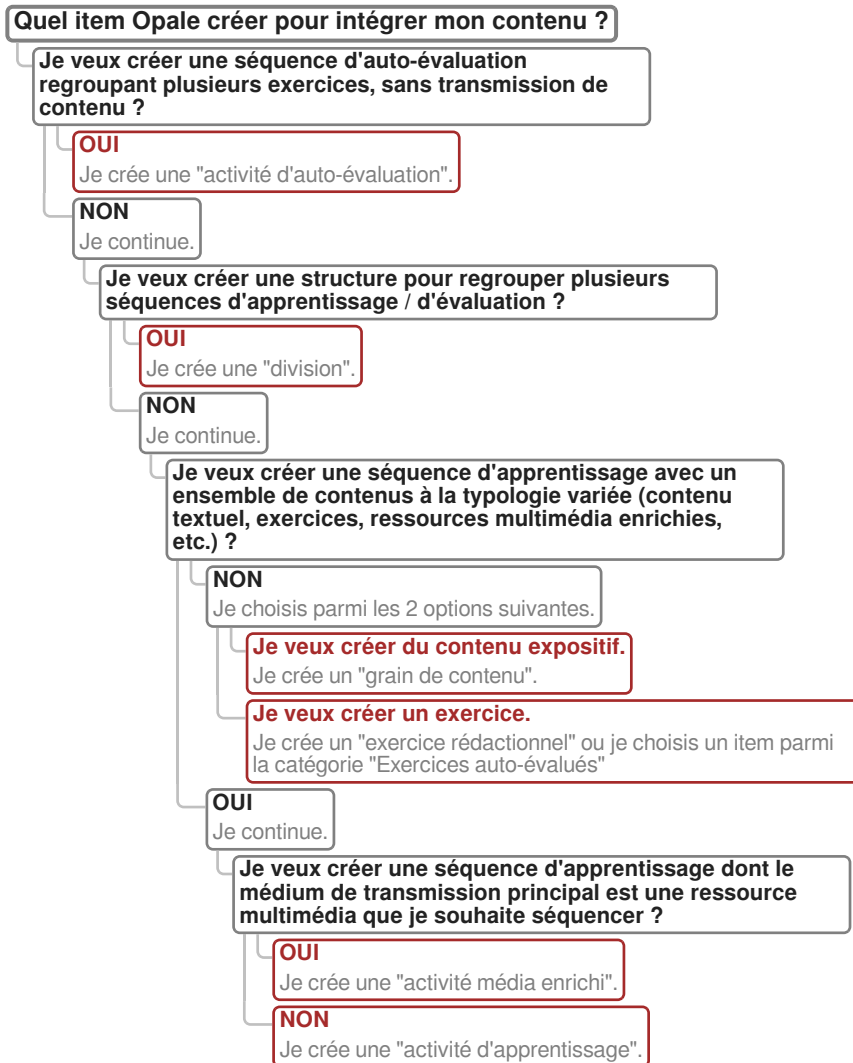 Quel item Opale créer pour intégrer mon contenu ?
Je veux créer une séquence d'auto-évaluation
regroupant plusieurs exercices, sans transmission de
contenu ?
OUI
Je crée une "activité d'auto-évaluation".
NON
Je continue.
Je veux créer une structure pour regrouper plusieurs
séquences d'apprentissage / d'évaluation ?
OUI
Je crée une "division".
NON
Je continue.
Je veux créer une séquence d'apprentissage avec un
ensemble de contenus à la typologie variée (contenu
textuel, exercices, ressources multimédia enrichies,
etc.) ?
NON
Je choisis parmi les 2 options suivantes.
Je veux créer du contenu expositif.
Je crée un "grain de contenu".
Je veux créer un exercice.
Je crée un "exercice rédactionnel" ou je choisis un item parmi
la catégorie "Exercices auto-évalués"
OUI
Je continue.
Je veux créer une séquence d'apprentissage dont le
médium de transmission principal est une ressource
multimédia que je souhaite séquencer ?
OUI
Je crée une "activité média enrichi".
NON
Je crée une "activité d'apprentissage".